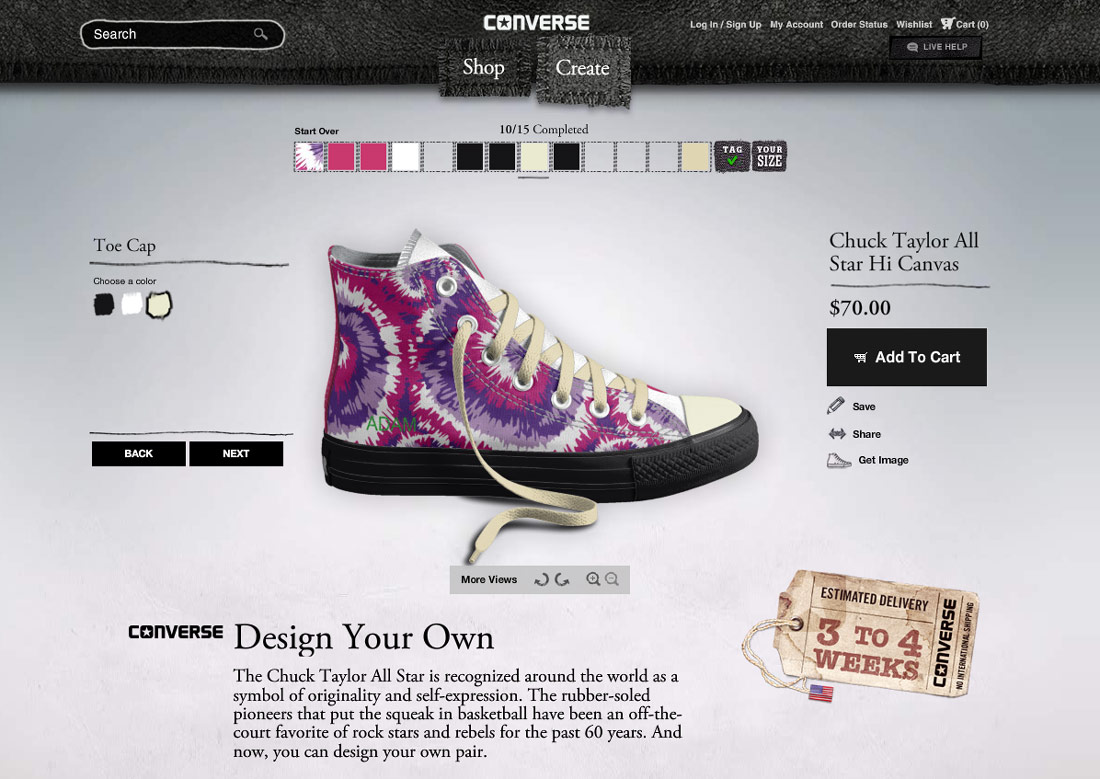 Search
CONVERSE
Log In / Sign Up My Account Order Status Wishlist Cart (0)
LIVE HELP
Shop
Create
Start Over
10/15 Completed
TAG
YOUR
SIZE
Toe Cap
Choose a color
BACK
NEXT
ADAM
Chuck Taylor All
Star Hi Canvas
$70.00
Add To Cart
Save
Share
Get Image
More Views
ESTIMATED DELIVERY
3 TO 4
WEEKS
CONVERSE
NO INTERNATIONAL SHIPPING
CONVERSE
Design Your Own
The Chuck Taylor All Star is recognized around the world as a
symbol of originality and self-expression. The rubber-soled
pioneers that put the squeak in basketball have been an off-the-
court favorite of rock stars and rebels for the past 60 years. And
now, you can design your own pair.